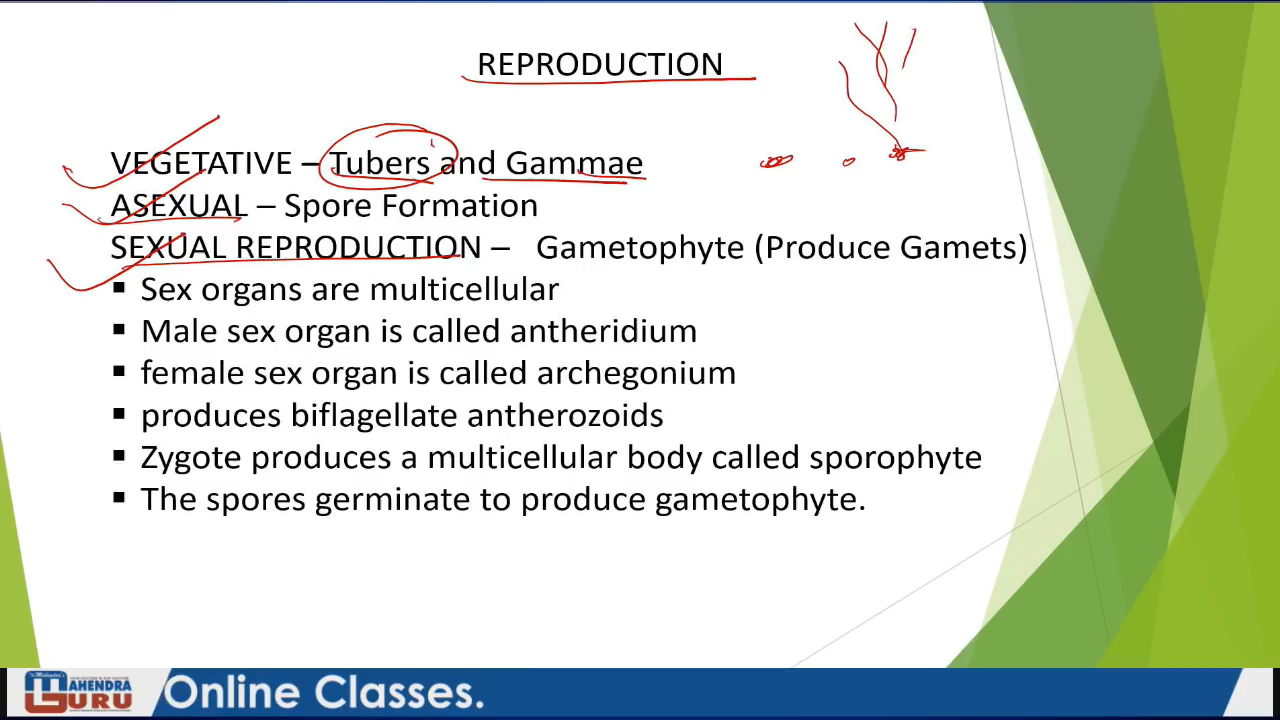 REPRODUCTION
VEGETATIVE – Tubers and Gammae
ASEXUAL – Spore Formation
SEXUAL REPRODUCTION – Gametophyte (Produce Gamets)
▪ Sex organs are multicellular
▪ Male sex organ is called antheridium
▪ female sex organ is called archegonium
▪ produces biflagellate antherozoids
▪ Zygote produces a multicellular body called sporophyte
▪ The spores germinate to produce gametophyte.
AHENDRA
GURU
Online Classes.